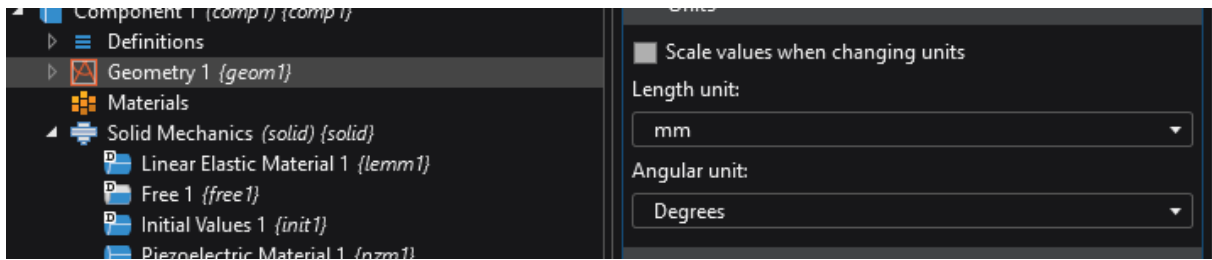 Component 1 (comp1) {comp1}
Definitions
Geometry 1 {geom1}
Materials
Solid Mechanics (solid) {solid}
Linear Elastic Material 1 {lemm1}
Free 1 {free1}
Initial Values 1 {init1}
Piezoelectric Material 1 {pzm1}
Units
Scale values when changing units
Length unit:
mm
Angular unit:
Degrees